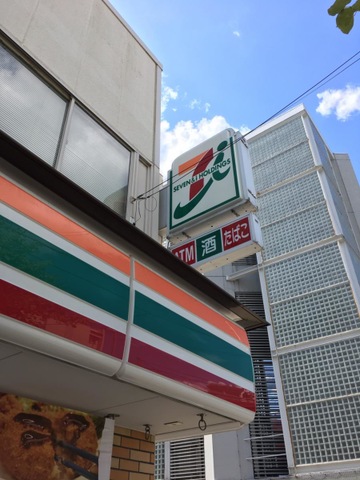 SEVEN & i HOLDINGS
ATM 酒 たばこ